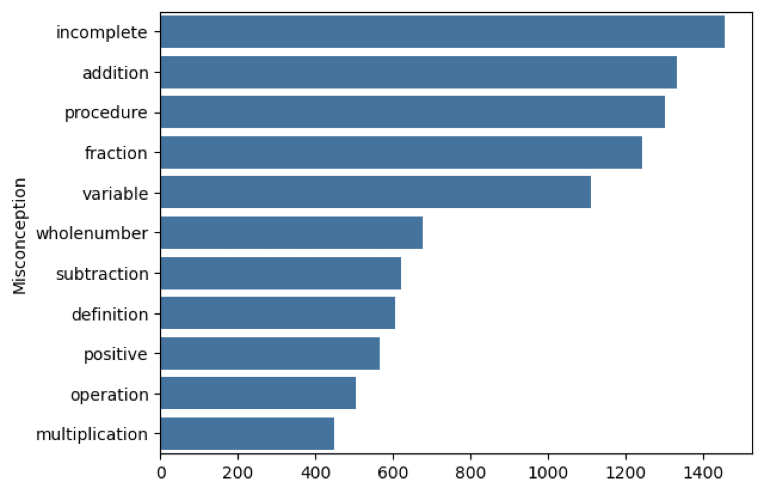 incomplete
addition
procedure
fraction
variable
wholenumber
subtraction
definition
positive
operation
multiplication
Misconception
0 200 400 600 800 1000 1200 1400